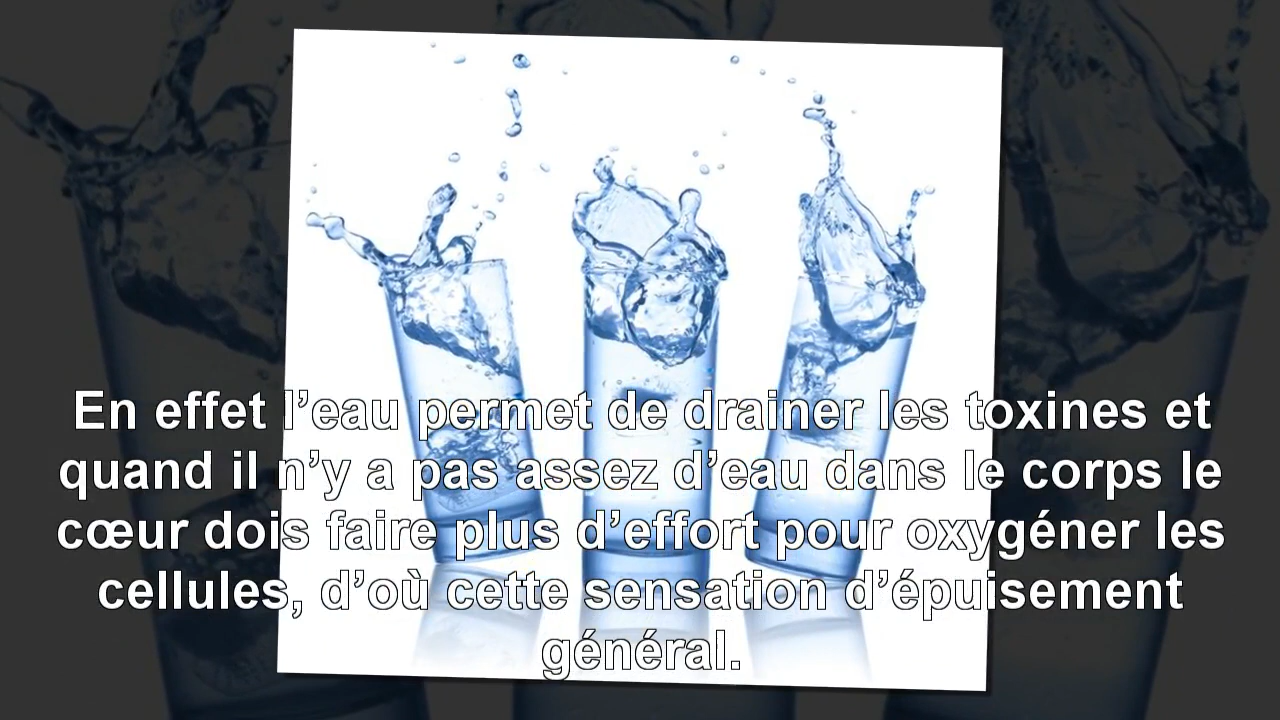 En effet l’eau permet de drainer les toxines et
quand il n’y a pas assez d’eau dans le corps le
cœur dois faire plus d’effort pour oxygéner les
cellules, d’où cette sensation d’épuisement
général.